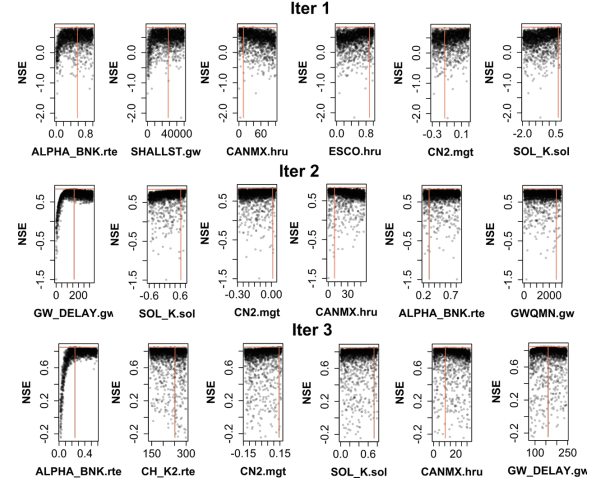 Iter 1
NSE NSE NSE NSE NSE NSE
0.0 -1.0 -2.0 0.0 -1.0 -2.0 0.0 -1.0 -2.0 0.0 -1.0 -2.0 0.0 -1.0 -2.0 0.0 -1.0 -2.0
0.0 0.8 0 40000 0 60 0.0 0.8 -0.3 0.1 -2.0 0.5
ALPHA_BNK.rte SHALLST.gw CANMX.hru ESCO.hru CN2.mgt SOL_K.sol
Iter 2
NSE NSE NSE NSE NSE NSE
0.5 -0.5 -1.5 0.5 -0.5 -1.5 0.5 -0.5 -1.5 0.5 -0.5 -1.5 0.5 -0.5 -1.5 0.5 -0.5 -1.5
0 200 -0.6 0.6 -0.30 0.00 0 30 0.2 0.7 0 2000
GW_DELAY.gw SOL_K.sol CN2.mgt CANMX.hru ALPHA_BNK.rte GWQMN.gw
Iter 3
NSE NSE NSE NSE NSE NSE
0.6 0.2 -0.2 0.6 0.2 -0.2 0.6 0.2 -0.2 0.6 0.2 -0.2 0.6 0.2 -0.2 0.6 0.2 -0.2
0.0 0.4 150 300 -0.15 0.15 0.0 0.6 0 20 100 250
ALPHA_BNK.rte CH_K2.rte CN2.mgt SOL_K.sol CANMX.hru GW_DELAY.gw